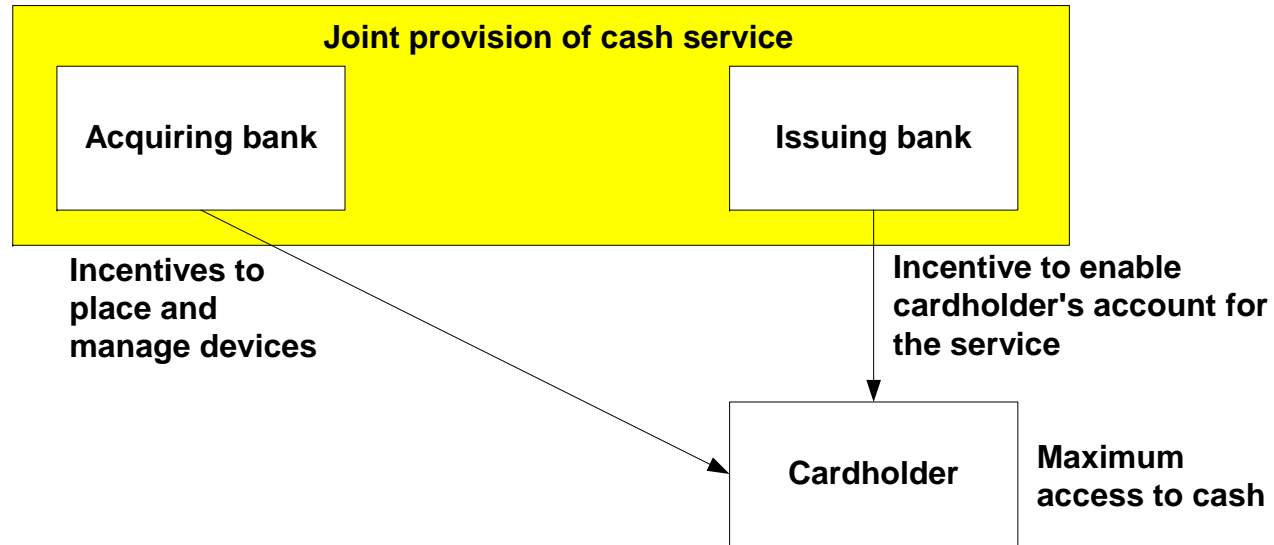 Joint provision of cash service
Acquiring bank
Issuing bank
Incentives to
place and
manage devices
Incentive to enable
cardholder's account for
the service
Cardholder
Maximum
access to cash